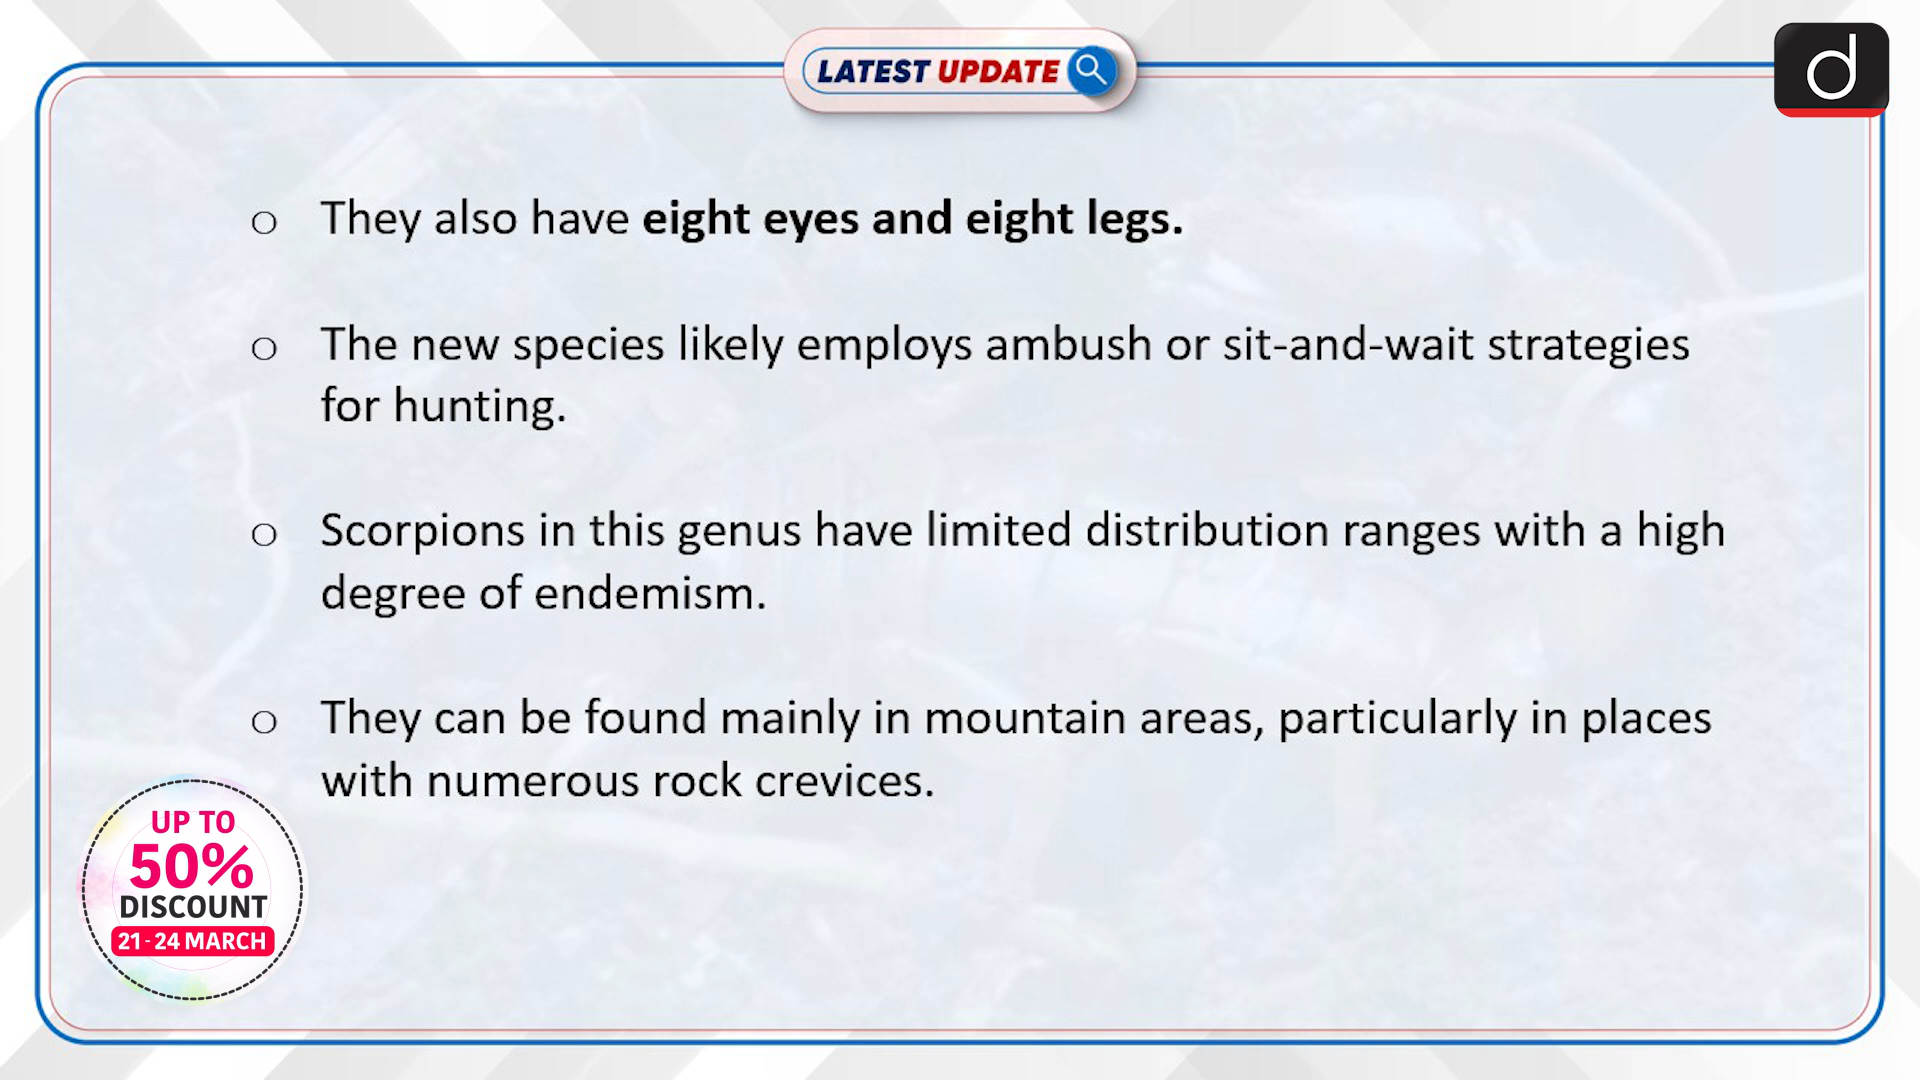 LATEST UPDATE
d
o They also have eight eyes and eight legs.
o The new species likely employs ambush or sit-and-wait strategies
for hunting.
o Scorpions in this genus have limited distribution ranges with a high
degree of endemism.
o They can be found mainly in mountain areas, particularly in places
with numerous rock crevices.
UP TO
50%
DISCOUNT
21-24 MARCH